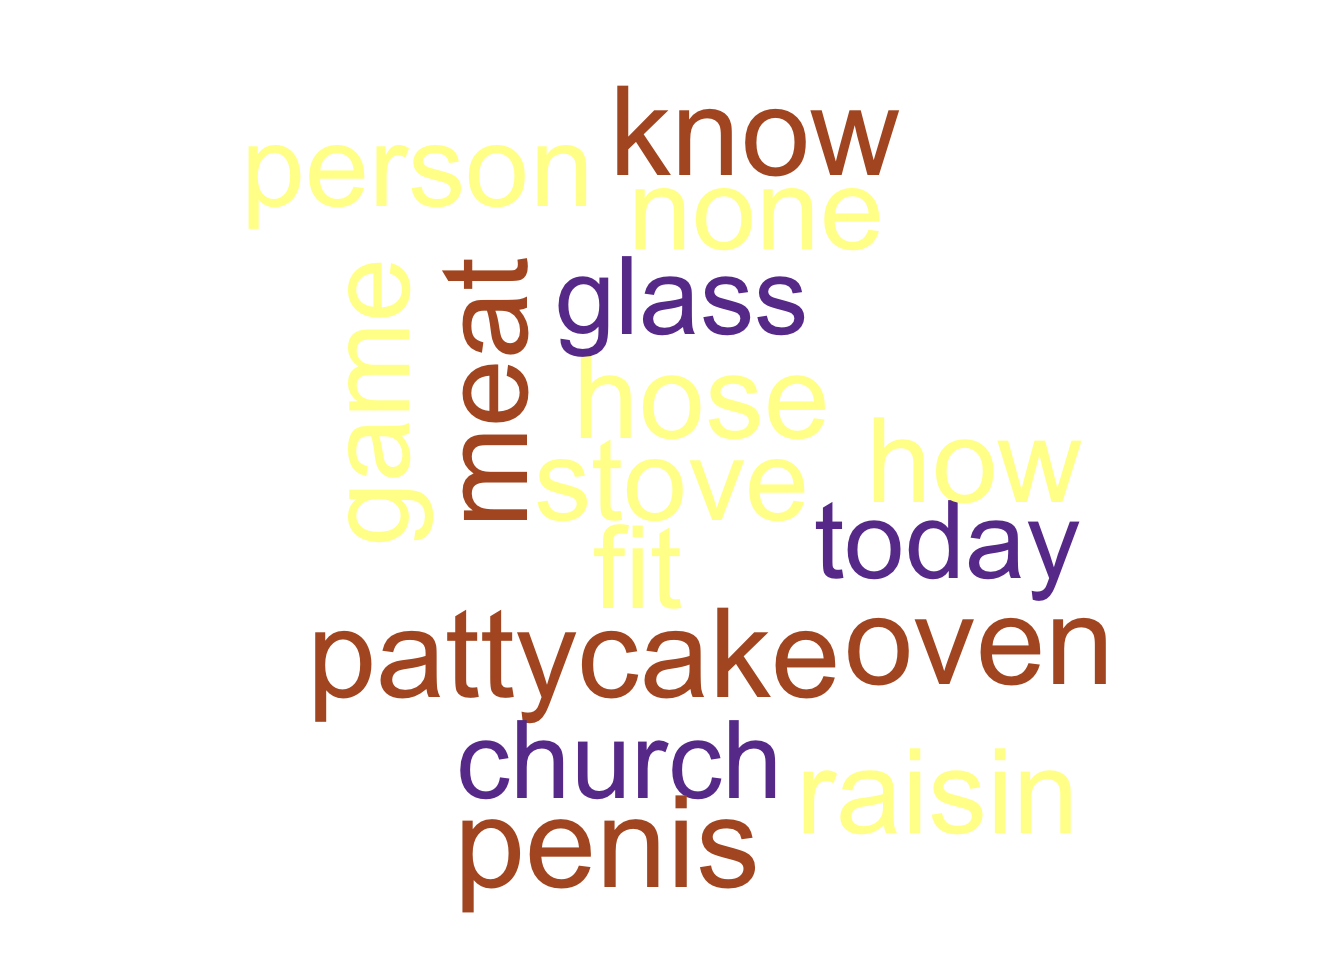 know
person
none
glass
game
meat
hose
how
stove
today
fit
pattycake
oven
church
raisin
penis